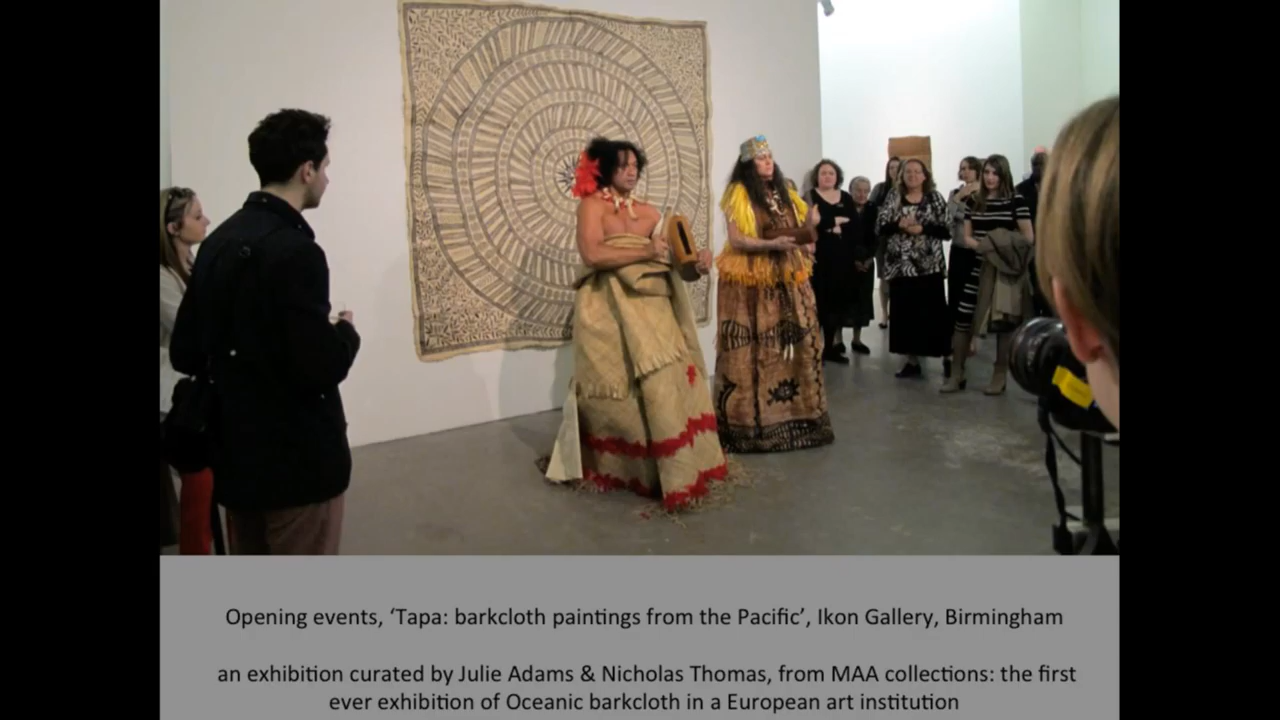 Opening events, ‘Tapa: barkcloth paintings from the Pacific’, Ikon Gallery, Birmingham
an exhibition curated by Julie Adams & Nicholas Thomas, from MAA collections: the first
ever exhibition of Oceanic barkcloth in a European art institution